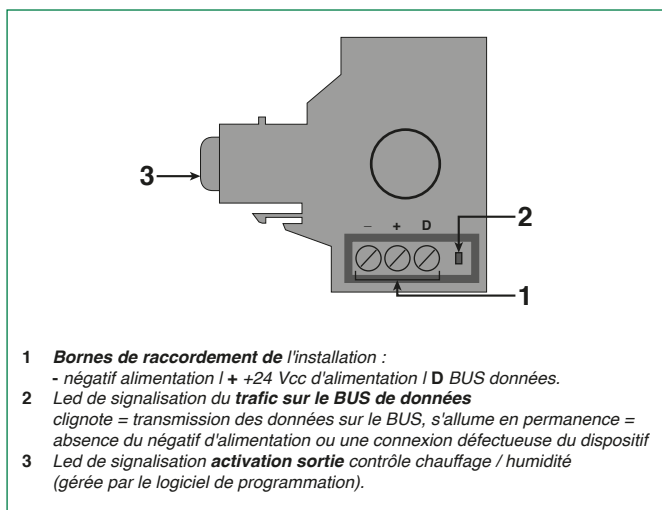 3
2
– + D
1
1 Bornes de raccordement de l'installation :
- négatif alimentation l + +24 Vcc d'alimentation l D BUS données.
2 Led de signalisation du trafic sur le BUS de données
clignote = transmission des données sur le BUS, s'allume en permanence =
absence du négatif d'alimentation ou une connexion défectueuse du dispositif
3 Led de signalisation activation sortie contrôle chauffage / humidité
(gérée par le logiciel de programmation).